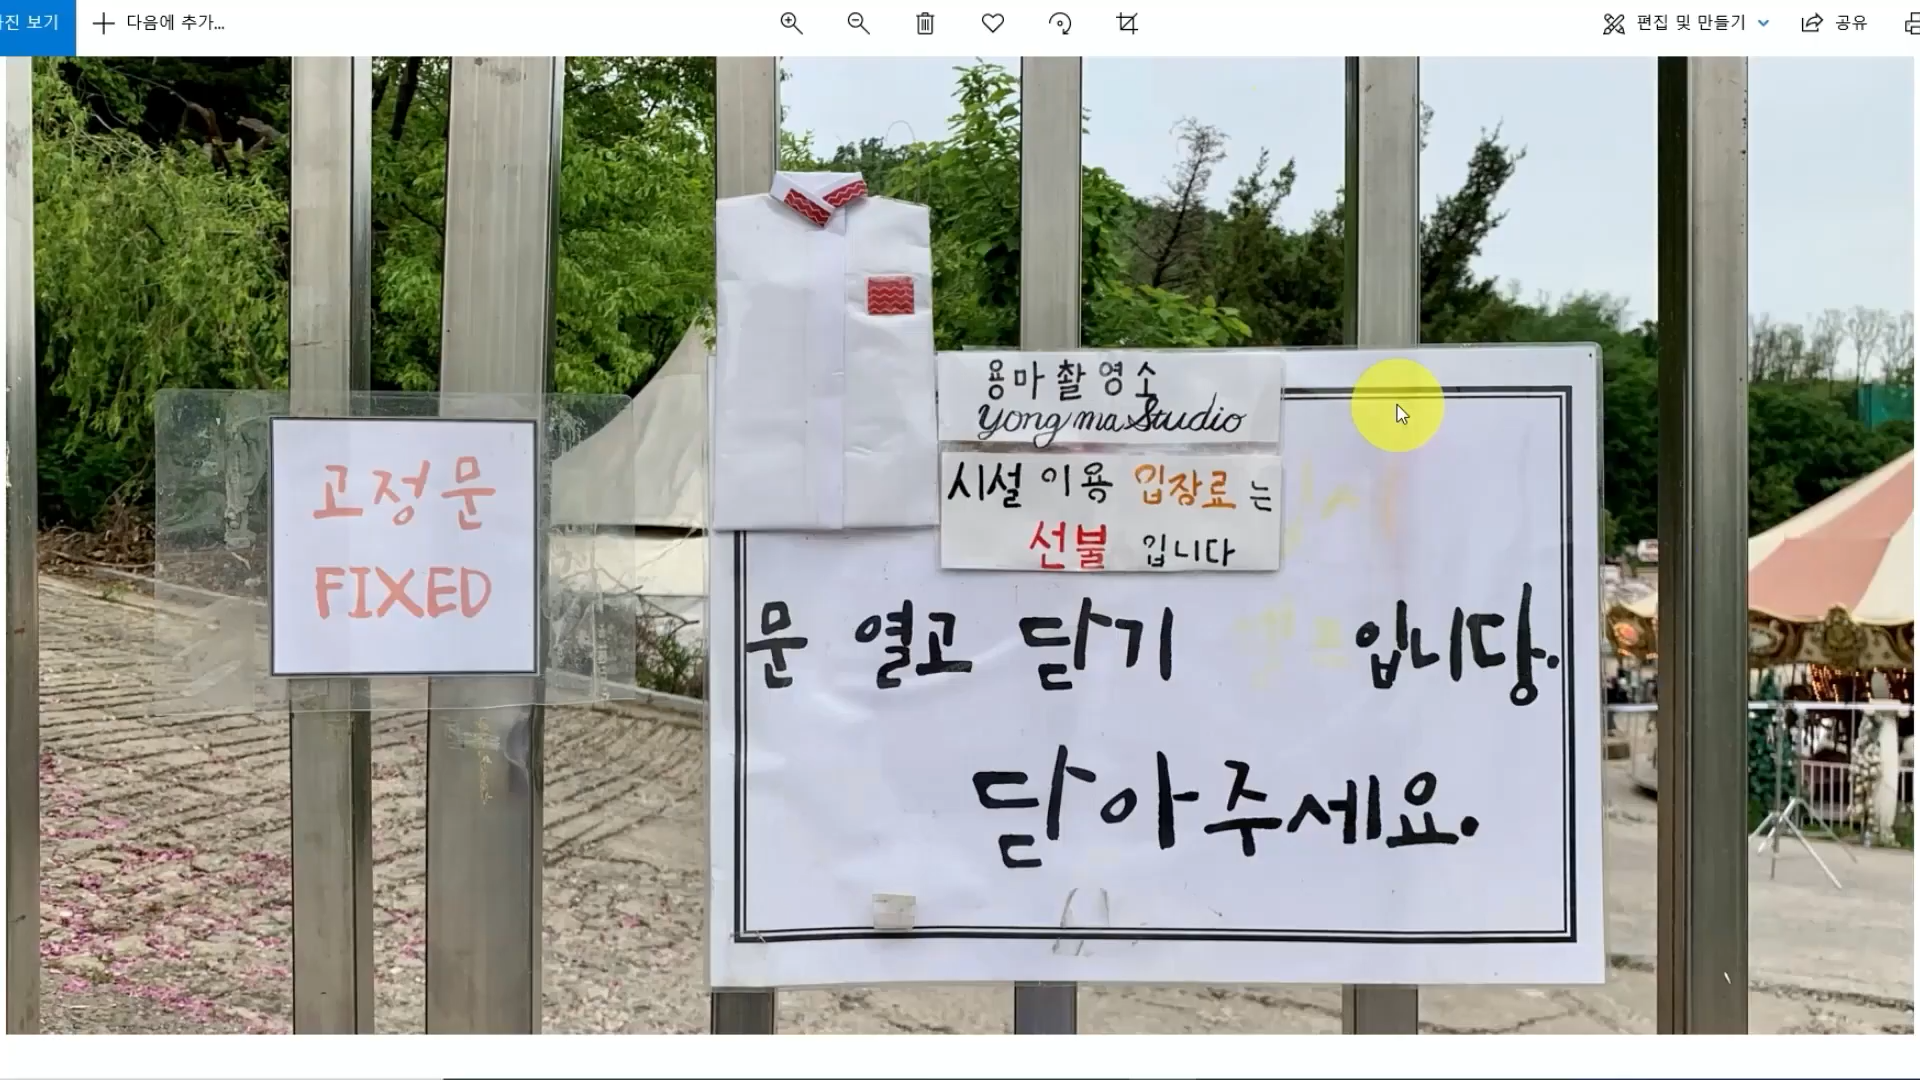 진 보기
다음에 추가...
편집 및 만들기
공유
용마촬영소
Yongma Studio
시설 이용 입장료는
선불 입니다
고정문
FIXED
문 열고 닫기 입니당.
닫아주세요.